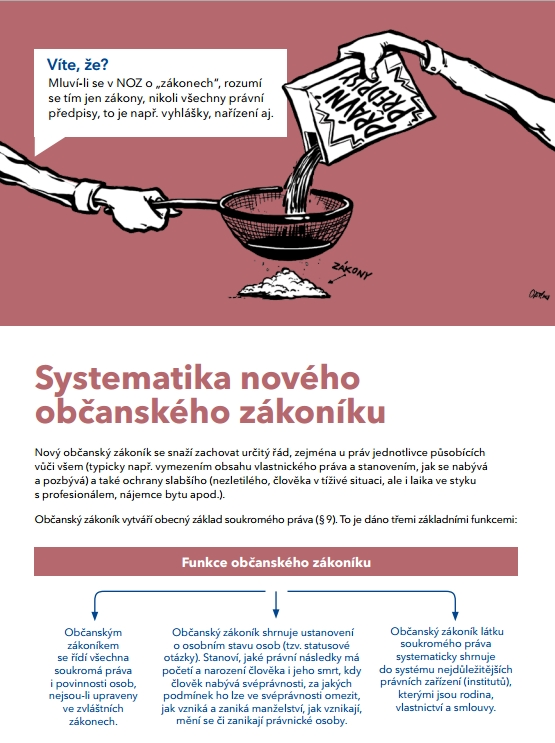 Víte, že?
Mluví-li se v NOZ o „zákonech“, rozumí
se tím jen zákony, nikoli všechny právní
předpisy, to je např. vyhlášky, nařízení aj.
PRÁVNÍ
PŘEDPISY
ZÁKONY
Systematika nového
občanského zákoníku
Nový občanský zákoník se snaží zachovat určitý řád, zejména u práv jednotlivce působících
vůči všem (typicky např. vymezením obsahu vlastnického práva a stanovením, jak se nabývá
a pozbývá) a také ochrany slabšího (nezletilého, člověka v tíživé situaci, ale i laika ve styku
s profesionálem, nájemce bytu apod.).
Občanský zákoník vytváří obecný základ soukromého práva (§ 9). To je dáno třemi základními funkcemi:
Funkce občanského zákoníku
Občanským
zákoníkem
se řídí všechna
soukromá práva
i povinnosti osob,
nejsou-li upraveny
ve zvláštních
zákonech.
Občanský zákoník shrnuje ustanovení
o osobním stavu osob (tzv. statusové
otázky). Stanoví, jaké právní následky má
početí a narození člověka i jeho smrt, kdy
člověk nabývá svéprávnosti, za jakých
podmínek ho lze ve svéprávnosti omezit,
jak vzniká a zaniká manželství, jak vznikají,
mění se či zanikají právnické osoby.
Občanský zákoník látku
soukromého práva
systematicky shrnuje
do systému nejdůležitějších
právních zařízení (institutů),
kterými jsou rodina,
vlastnictví a smlouvy.